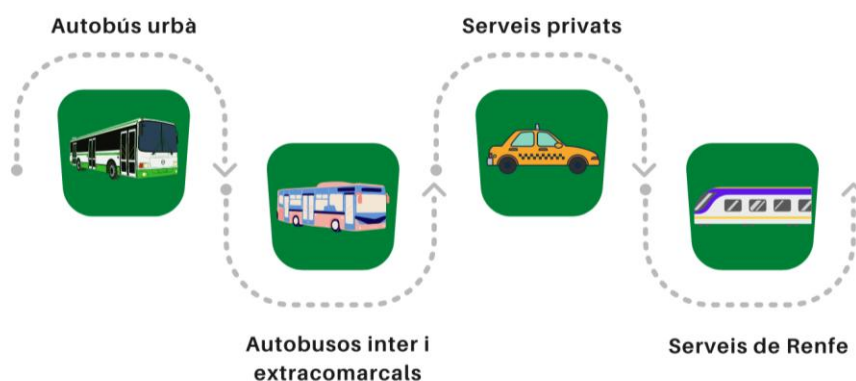 Autobús urbà
Serveis privats
Autobusos inter i
extracomarcals
Serveis de Renfe